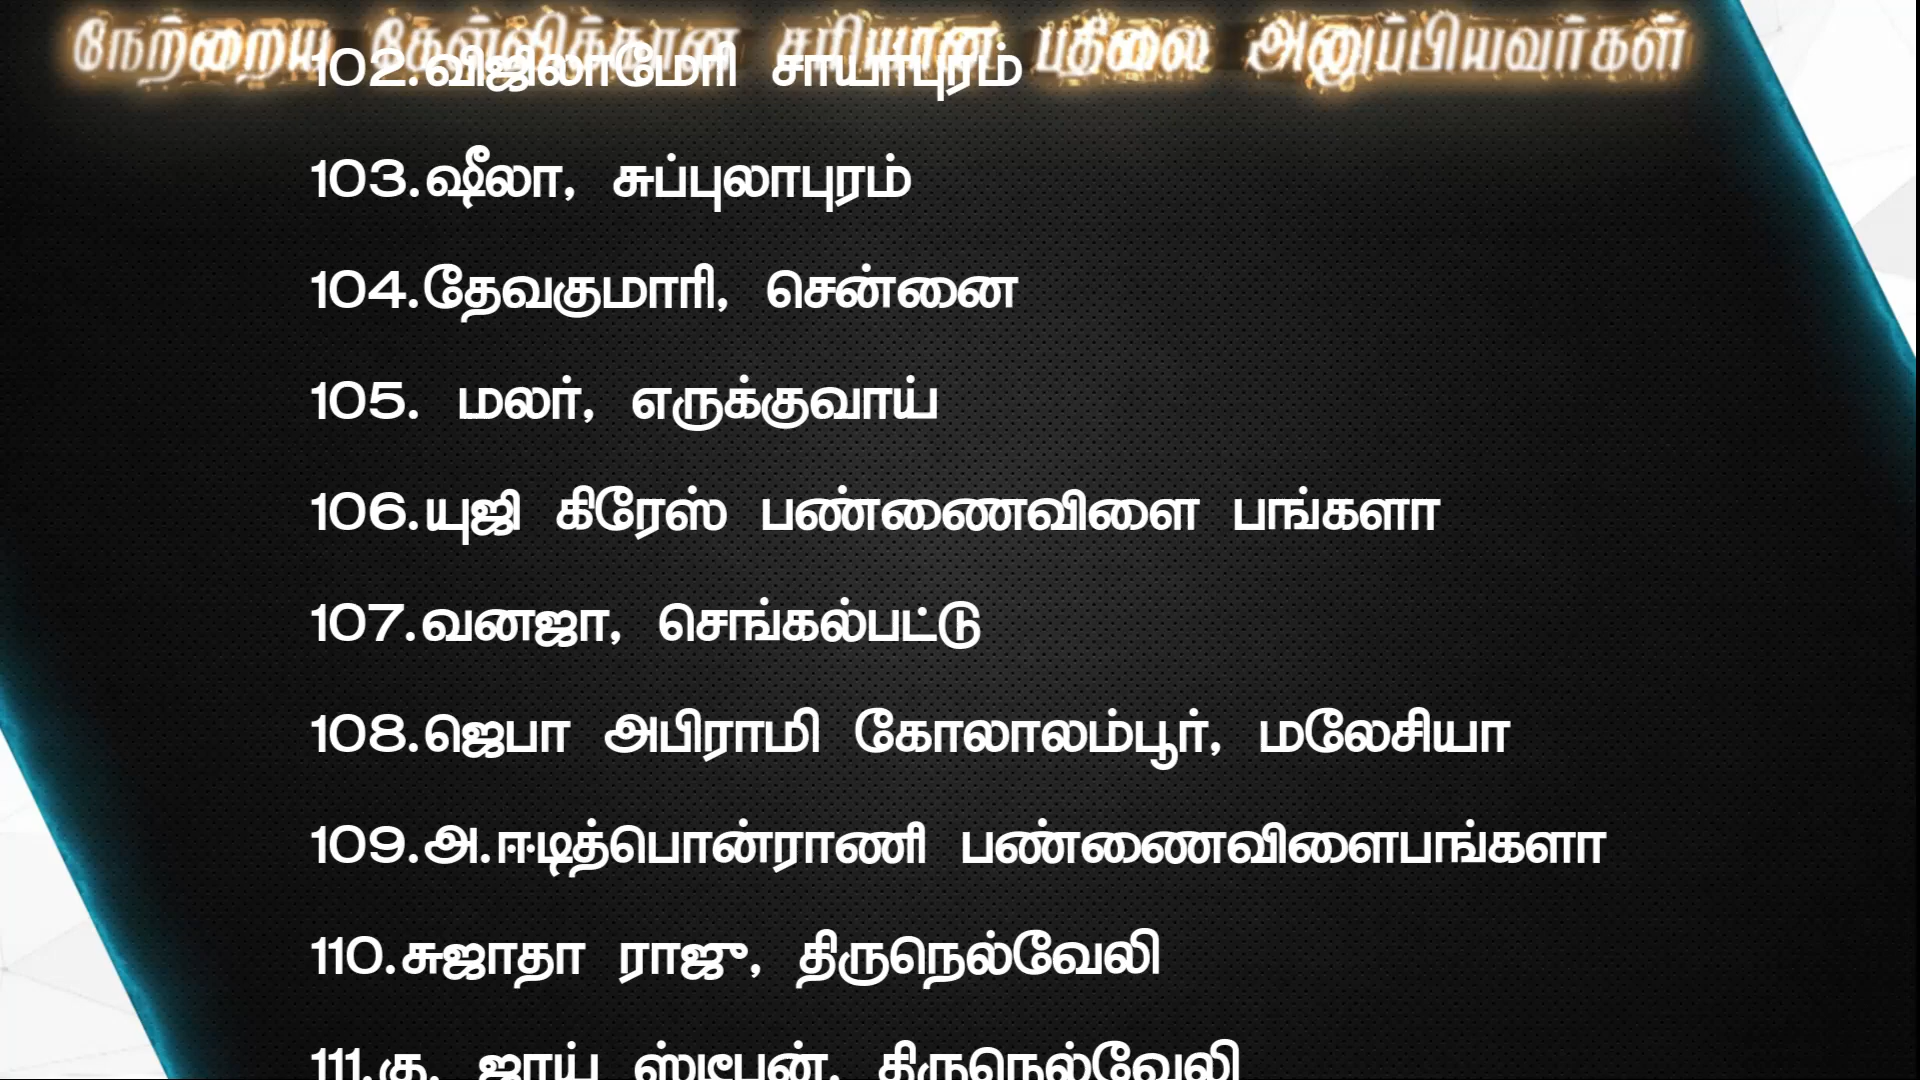 நேற்றைய கேள்விக்கான சரியான பதிலை அனுப்பியவர்கள்
102.விஜிலாமேரி சாயர்புரம்
103.ஷீலா, சுப்புலாபுரம்
104.தேவகுமாரி, சென்னை
105. மலர், எருக்குவாய்
106.யுஜி கிரேஸ் பண்ணைவிளை பங்களா
107.வனஜா, செங்கல்பட்டு
108.ஜெபா அபிராமி கோலாலம்பூர், மலேசியா
109.அ.ஈடித்பொன்ராணி பண்ணைவிளைபங்களா
110.சுஜாதா ராஜு, திருநெல்வேலி
111.கு. ஜாய் ஸ்டீபன், திருநெல்வேலி